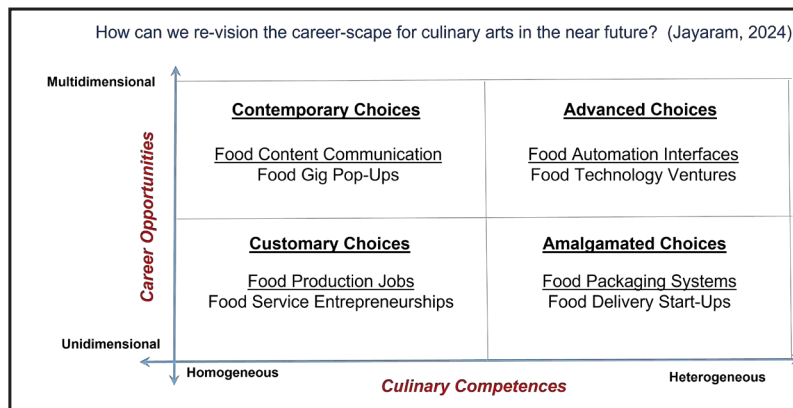 How can we re-vision the career-scape for culinary arts in the near future? (Jayaram, 2024)
Multidimensional
Contemporary Choices
Advanced Choices
Food Content Communication
Food Automation Interfaces
Food Gig Pop-Ups
Food Technology Ventures
Career Opportunities
Customary Choices
Amalgamated Choices
Food Production Jobs
Food Packaging Systems
Food Service Entrepreneurships
Food Delivery Start-Ups
Unidimensional
Homogeneous
Culinary Competences
Heterogeneous